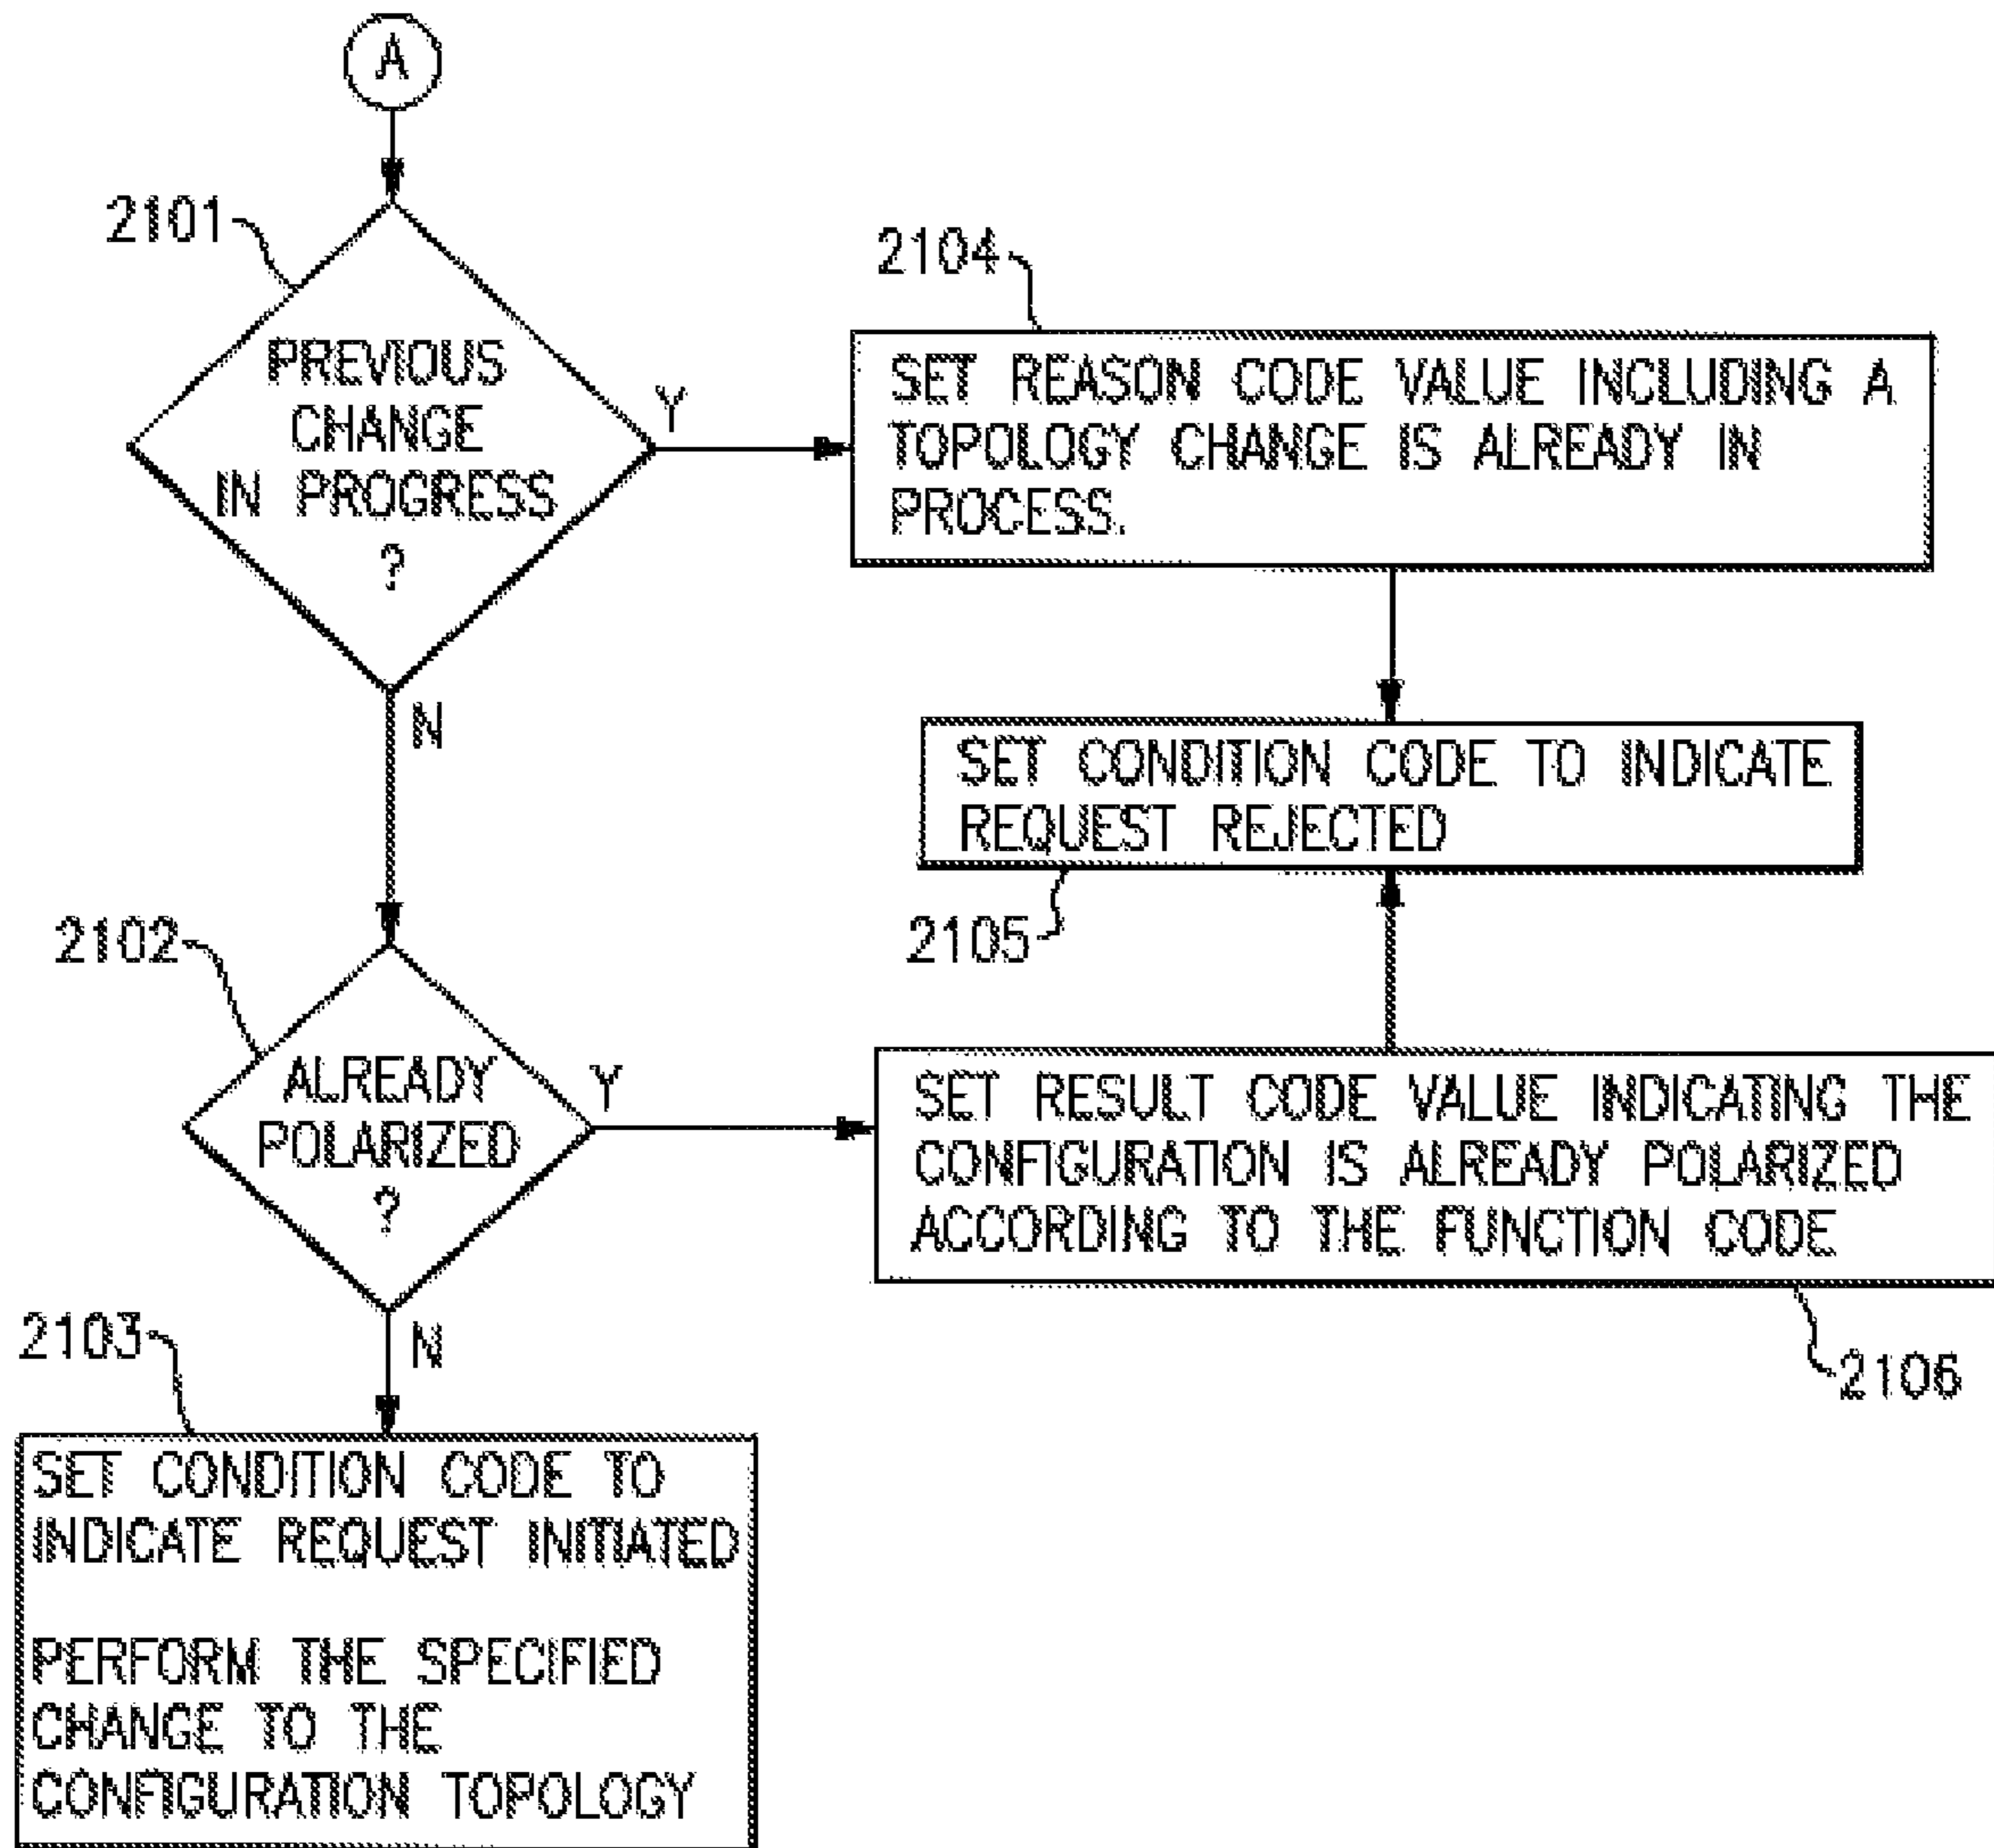 A
2101
PREVIOUS
CHANGE
IN PROGRESS
?
Y
N
2104
SET REASON CODE VALUE INCLUDING A
TOPOLOGY CHANGE IS ALREADY IN
PROCESS.
SET CONDITION CODE TO INDICATE
REQUEST REJECTED
2105
2102
ALREADY
POLARIZED
?
Y
N
SET RESULT CODE VALUE INDICATING THE
CONFIGURATION IS ALREADY POLARIZED
ACCORDING TO THE FUNCTION CODE
2106
2103
SET CONDITION CODE TO
INDICATE REQUEST INITIATED
PERFORM THE SPECIFIED
CHANGE TO THE
CONFIGURATION TOPOLOGY